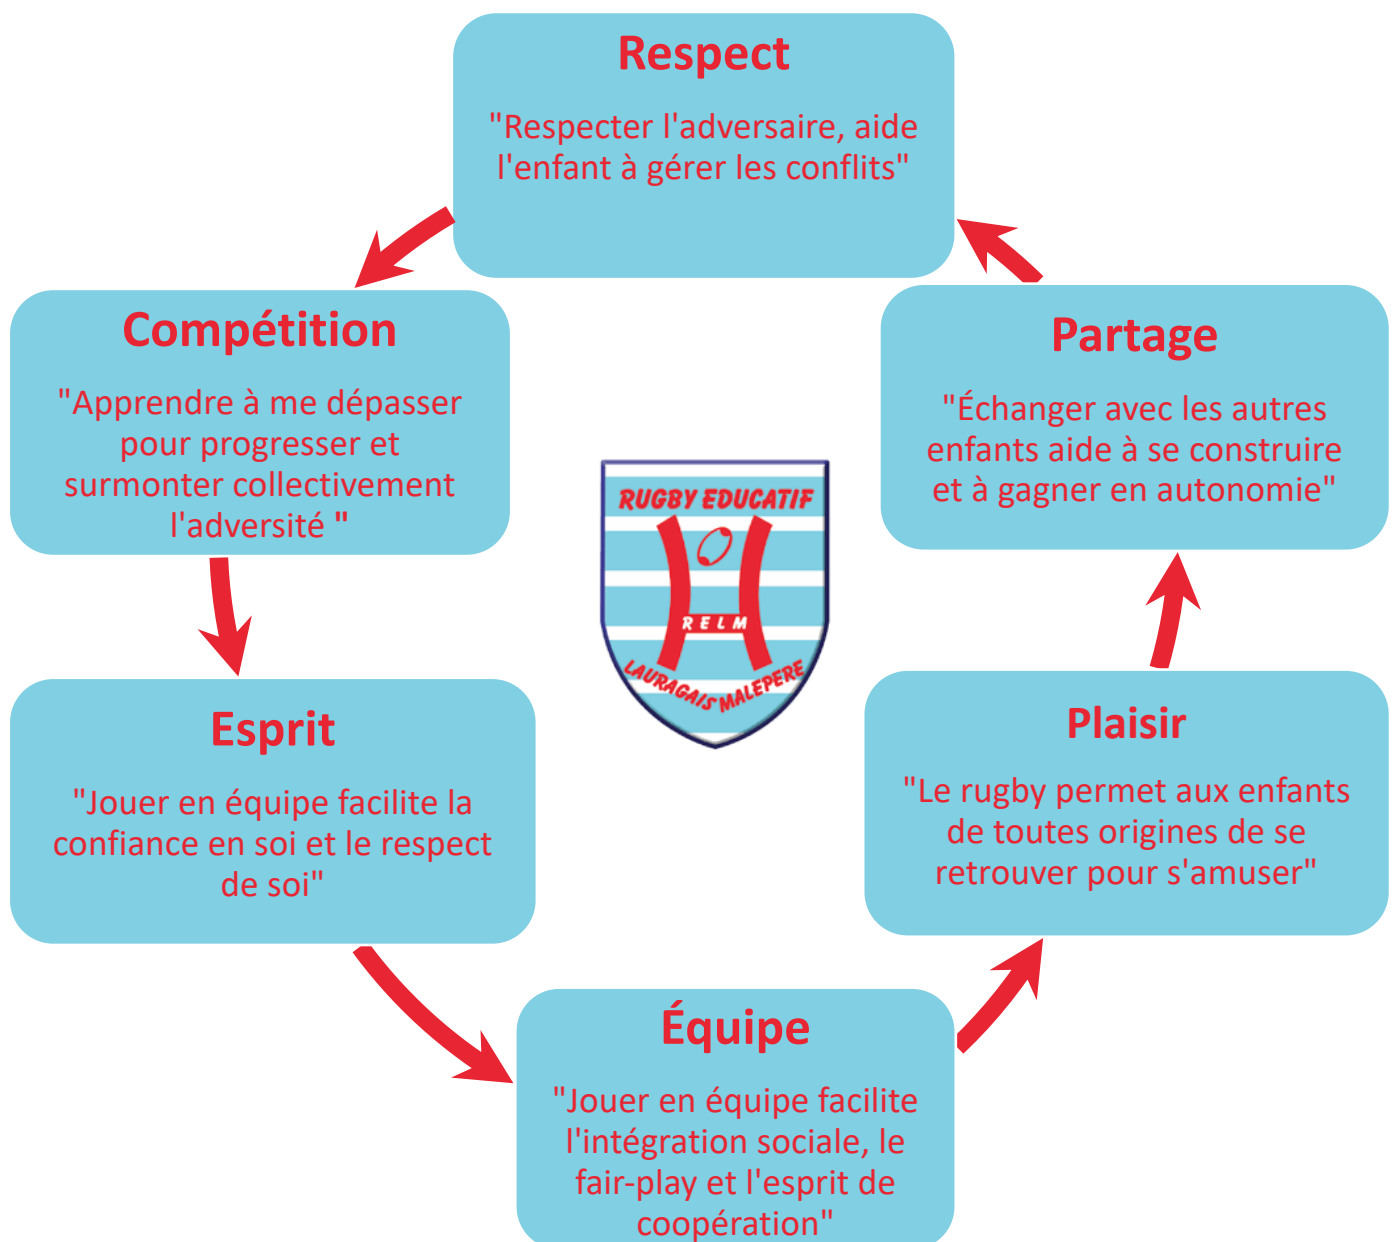 Respect
"Respecter l'adversaire, aide
l'enfant à gérer les conflits"
Compétition
"Apprendre à me dépasser
pour progresser et
surmonter collectivement
l'adversité "
Partage
"Échanger avec les autres
enfants aide à se construire
et à gagner en autonomie"
RUGBY EDUCATIF
RELM
LAURAGAIS MALEPERE
Esprit
"Jouer en équipe facilite la
confiance en soi et le respect
de soi"
Plaisir
"Le rugby permet aux enfants
de toutes origines de se
retrouver pour s'amuser"
Équipe
"Jouer en équipe facilite
l'intégration sociale, le
fair-play et l'esprit de
coopération"